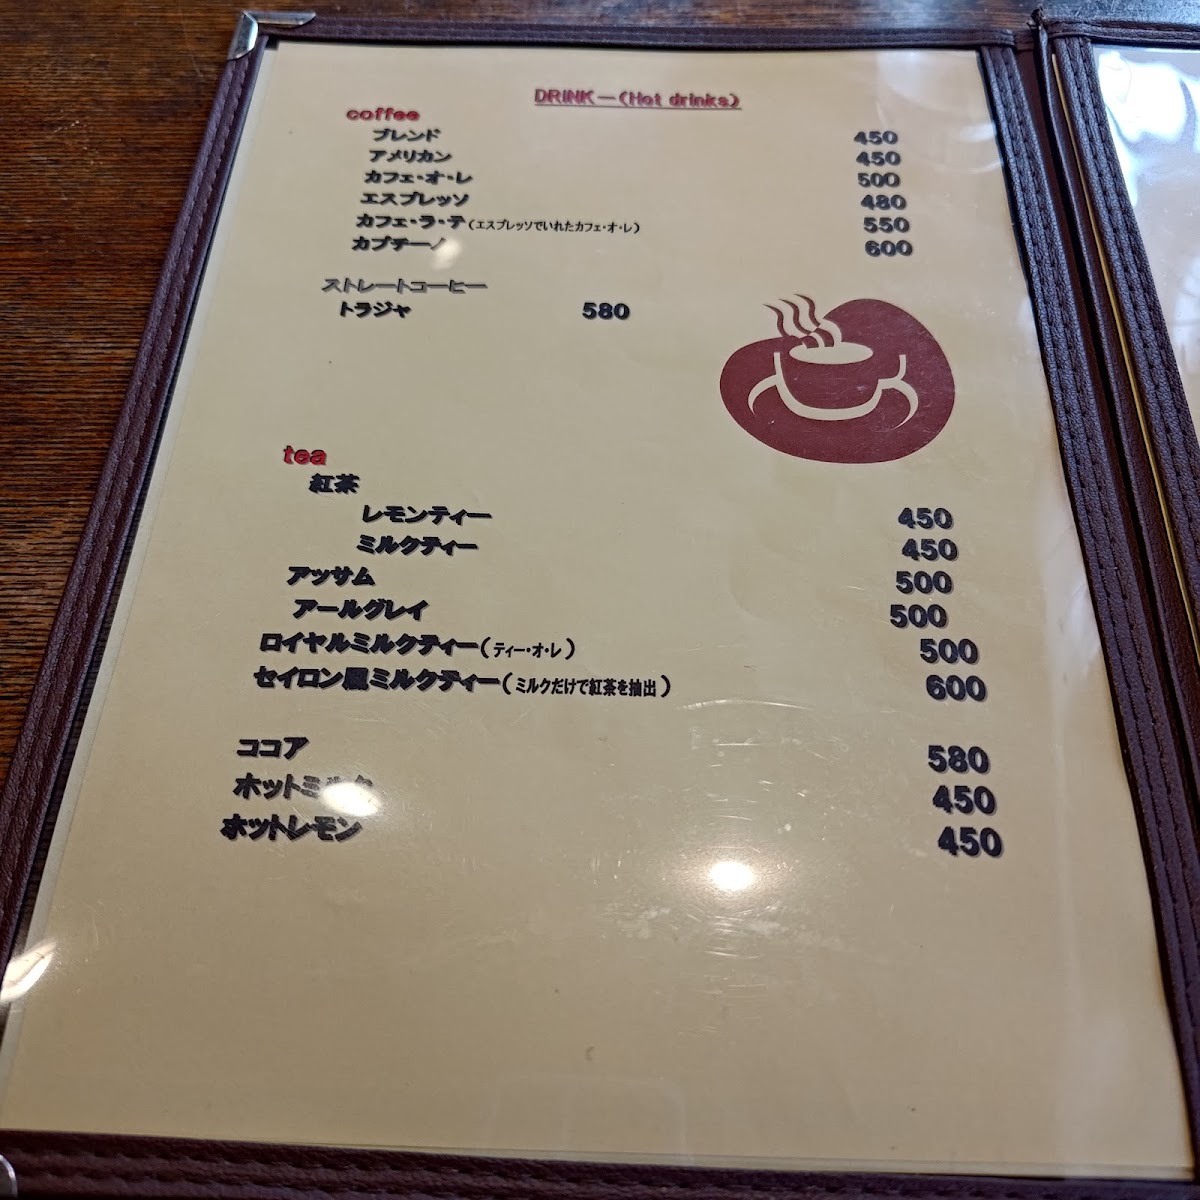 DRINK－(Hot drinks)
coffee
ブレンド 450
アメリカン 450
カフェ・オ・レ 500
エスプレッソ 480
カフェ・ラ・テ(エスプレッソでいれたカフェ・オ・レ) 550
カプチーノ 600
ストレートコーヒー
トラジャ 580
tea
紅茶
レモンティー 450
ミルクティー 450
アッサム 500
アールグレイ 500
ロイヤルミルクティー(ティー・オ・レ) 500
セイロン風ミルクティー(ミルクだけで紅茶を抽出) 600
ココア 580
ホットミルク 450
ホットレモン 450